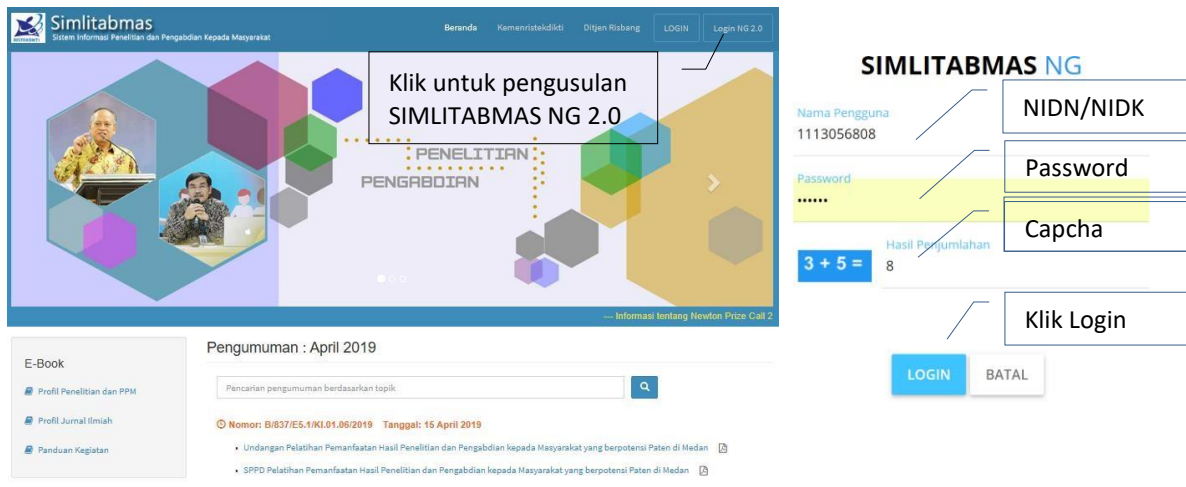 Simlitabmas
Sistem Informasi Penelitian dan Pengabdian Kepada Masyarakat
Beranda Kemenristekdikti Ditjen Risbang LOGIN Login NG 2.0
Klik untuk pengusulan
SIMLITABMAS NG 2.0
PENELITIAN
PENGABDIAN
--- Informasi tentang Newton Prize Call 2
E-Book
Profil Penelitian dan PPM
Profil Jurnal Ilmiah
Panduan Kegiatan
Pengumuman : April 2019
Pencarian pengumuman berdasarkan topik
Nomor: B/837/E5.1/KI.01.06/2019 Tanggal: 15 April 2019
• Undangan Pelatihan Pemanfaatan Hasil Penelitian dan Pengabdian kepada Masyarakat yang berpotensi Paten di Medan
• SPPD Pelatihan Pemanfaatan Hasil Penelitian dan Pengabdian kepada Masyarakat yang berpotensi Paten di Medan
SIMLITABMAS NG
Nama Pengguna
1113056808
NIDN/NIDK
Password
••••••
Password
Capcha
Hasil Penjumlahan
3 + 5 = 8
Klik Login
LOGIN BATAL